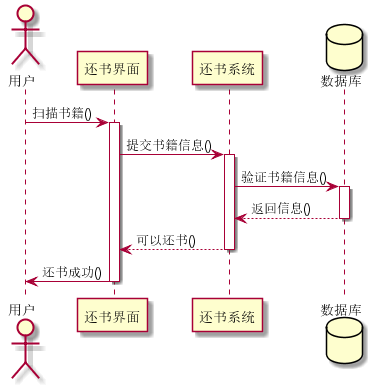 用户
还书界面
还书系统
数据库
扫描书籍()
提交书籍信息()
验证书籍信息()
返回信息()
可以还书()
还书成功()
用户
还书界面
还书系统
数据库